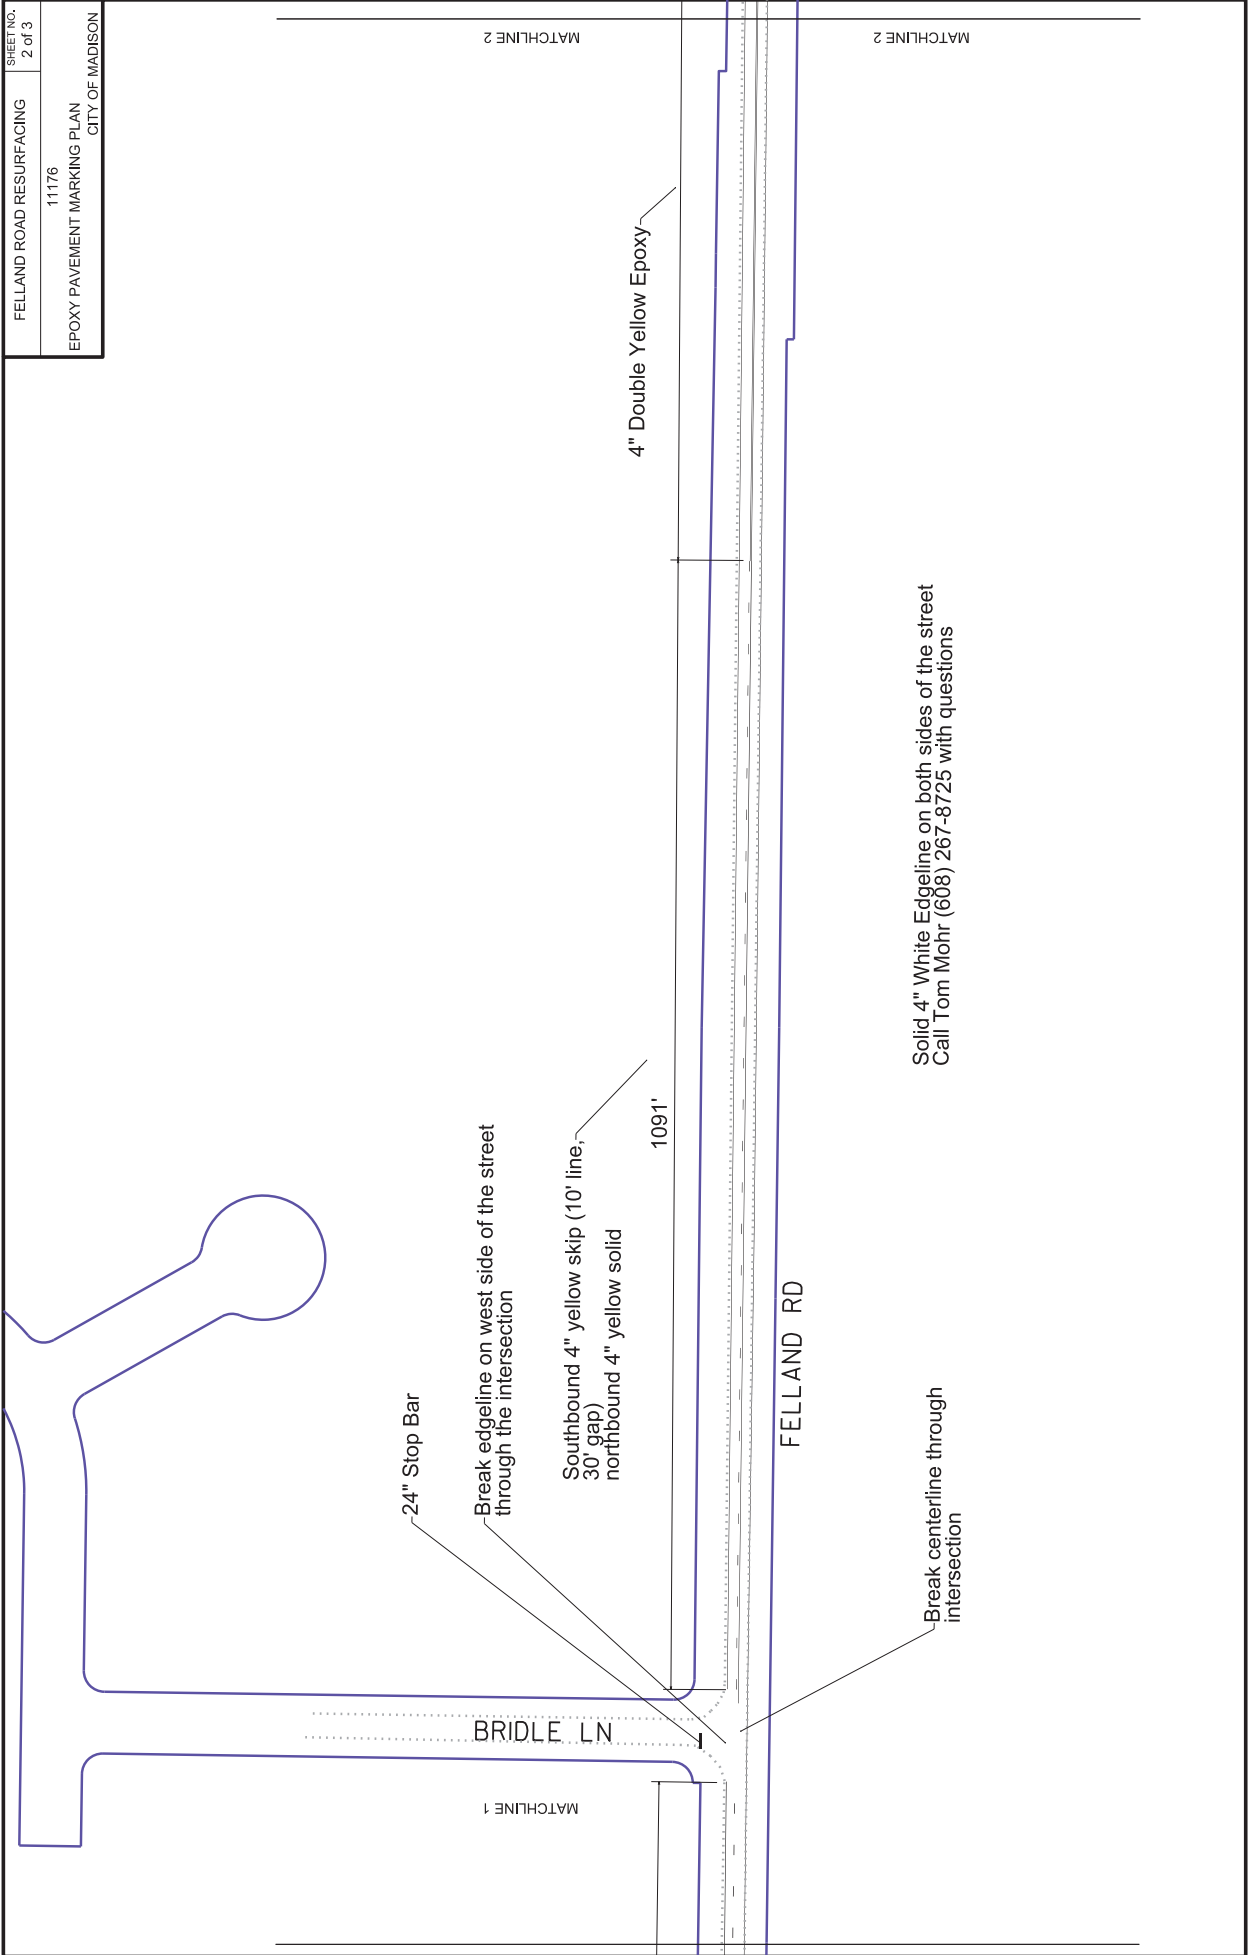 FELLAND ROAD RESURFACING
SHEET NO.
2 of 3
11176
EPOXY PAVEMENT MARKING PLAN
CITY OF MADISON
MATCHLINE 2
MATCHLINE 2
4" Double Yellow Epoxy
24" Stop Bar
Break edgeline on west side of the street
through the intersection
Southbound 4" yellow skip (10' line,
30' gap)
northbound 4" yellow solid
1091'
BRIDLE LN
MATCHLINE 1
FELLAND RD
Break centerline through
intersection
Solid 4" White Edgeline on both sides of the street
Call Tom Mohr (608) 267-8725 with questions